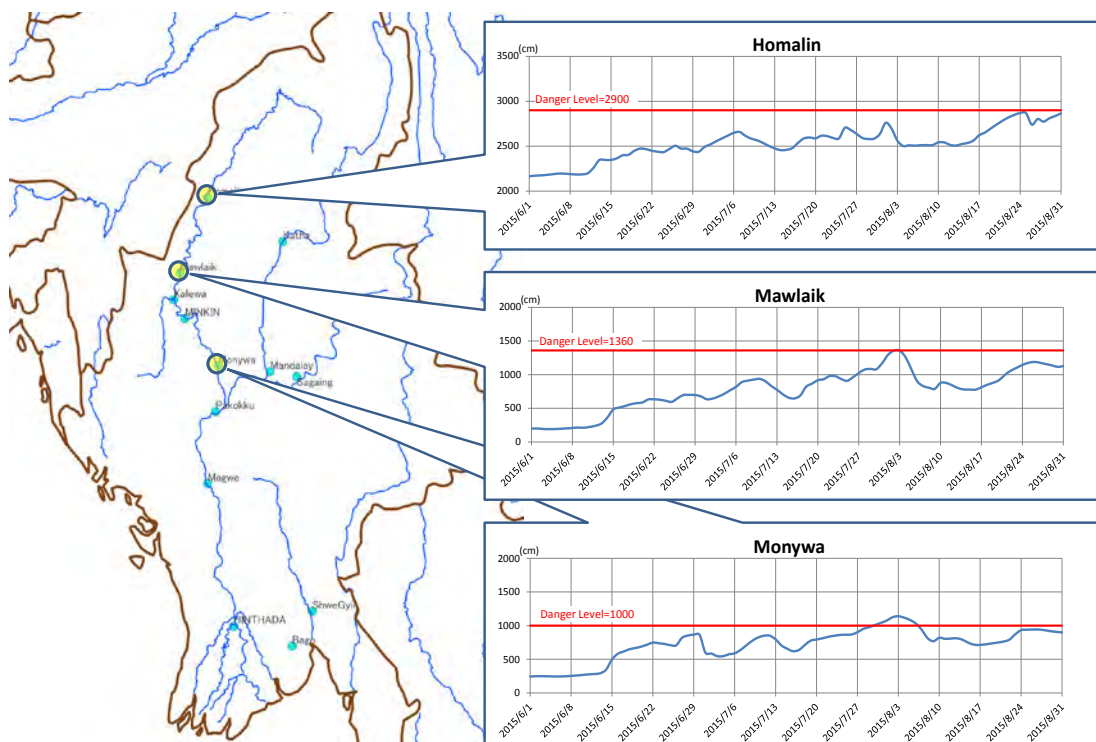 Homalin
(cm)
3500
3000
2500
2000
Danger Level=2900
2015/6/1
2015/6/8
2015/6/15
2015/6/22
2015/6/29
2015/7/6
2015/7/13
2015/7/20
2015/7/27
2015/8/3
2015/8/10
2015/8/17
2015/8/24
2015/8/31
Mawlaik
(cm)
2000
1500
1000
500
0
Danger Level=1360
2015/6/1
2015/6/8
2015/6/15
2015/6/22
2015/6/29
2015/7/6
2015/7/13
2015/7/20
2015/7/27
2015/8/3
2015/8/10
2015/8/17
2015/8/24
2015/8/31
Monywa
(cm)
2000
1500
1000
500
0
Danger Level=1000
2015/6/1
2015/6/8
2015/6/15
2015/6/22
2015/6/29
2015/7/6
2015/7/13
2015/7/20
2015/7/27
2015/8/3
2015/8/10
2015/8/17
2015/8/24
2015/8/31
Katha
Mawlaik
Kalewa
MINKIN
Monywa
Mandalay
Sagaing
Pakokku
Magwe
ShweGyin
HINTHADA
Bago